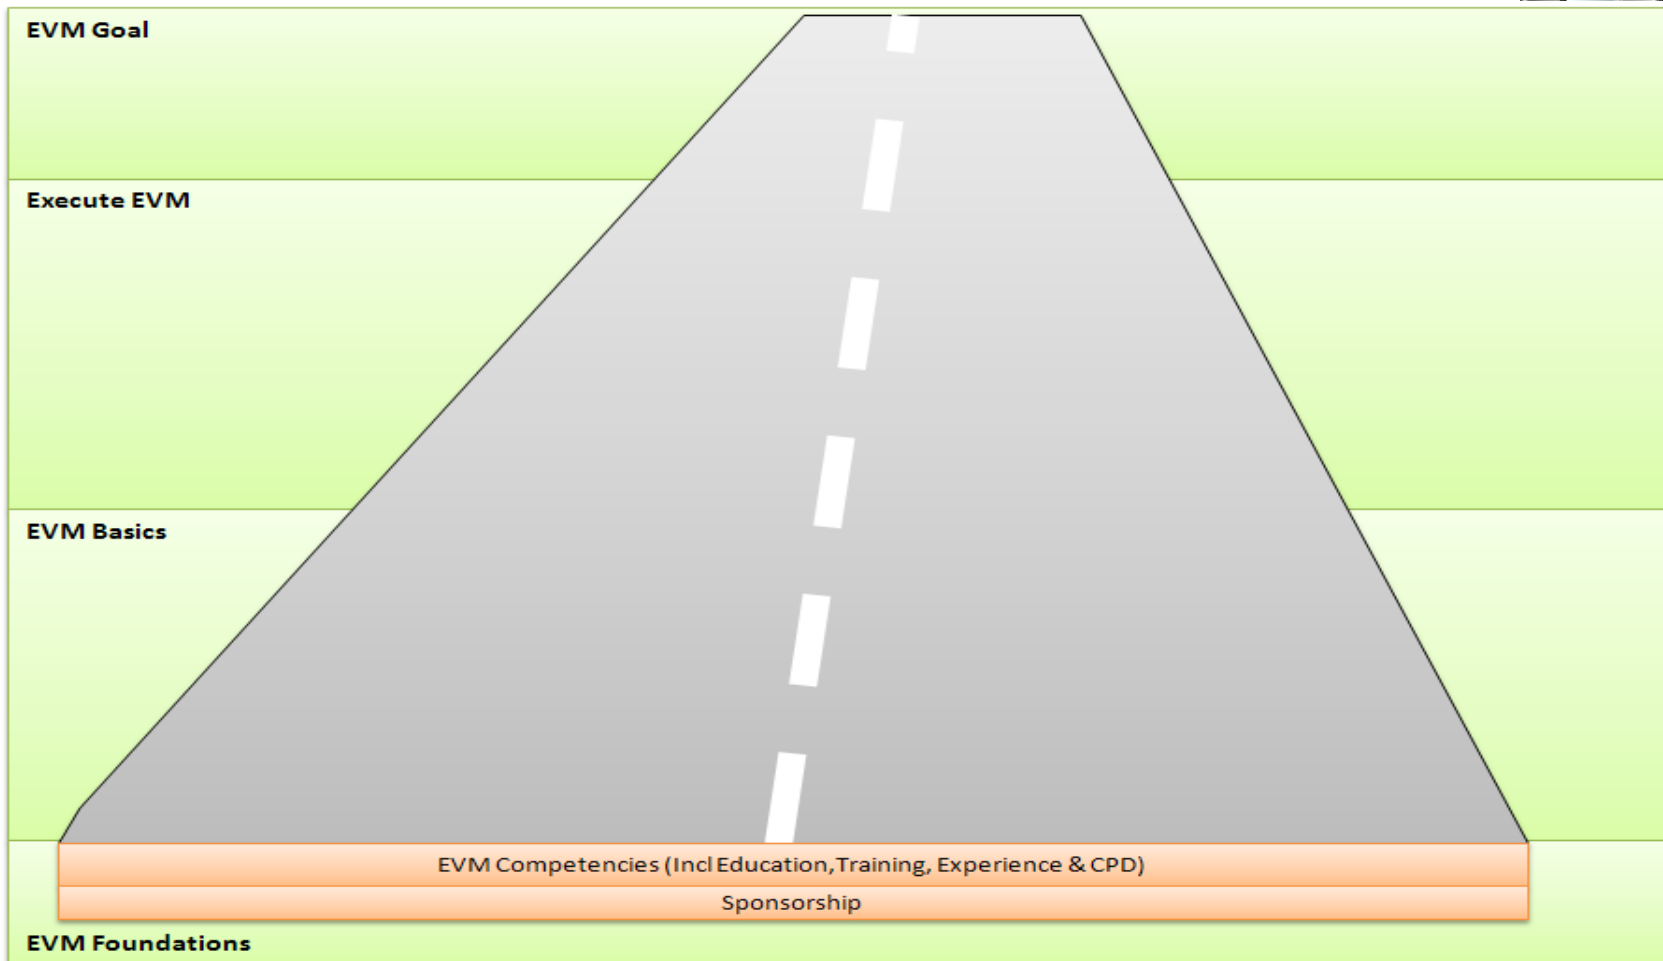 EVM Goal
Execute EVM
EVM Basics
EVM Competencies (Incl Education, Training, Experience & CPD)
Sponsorship
EVM Foundations